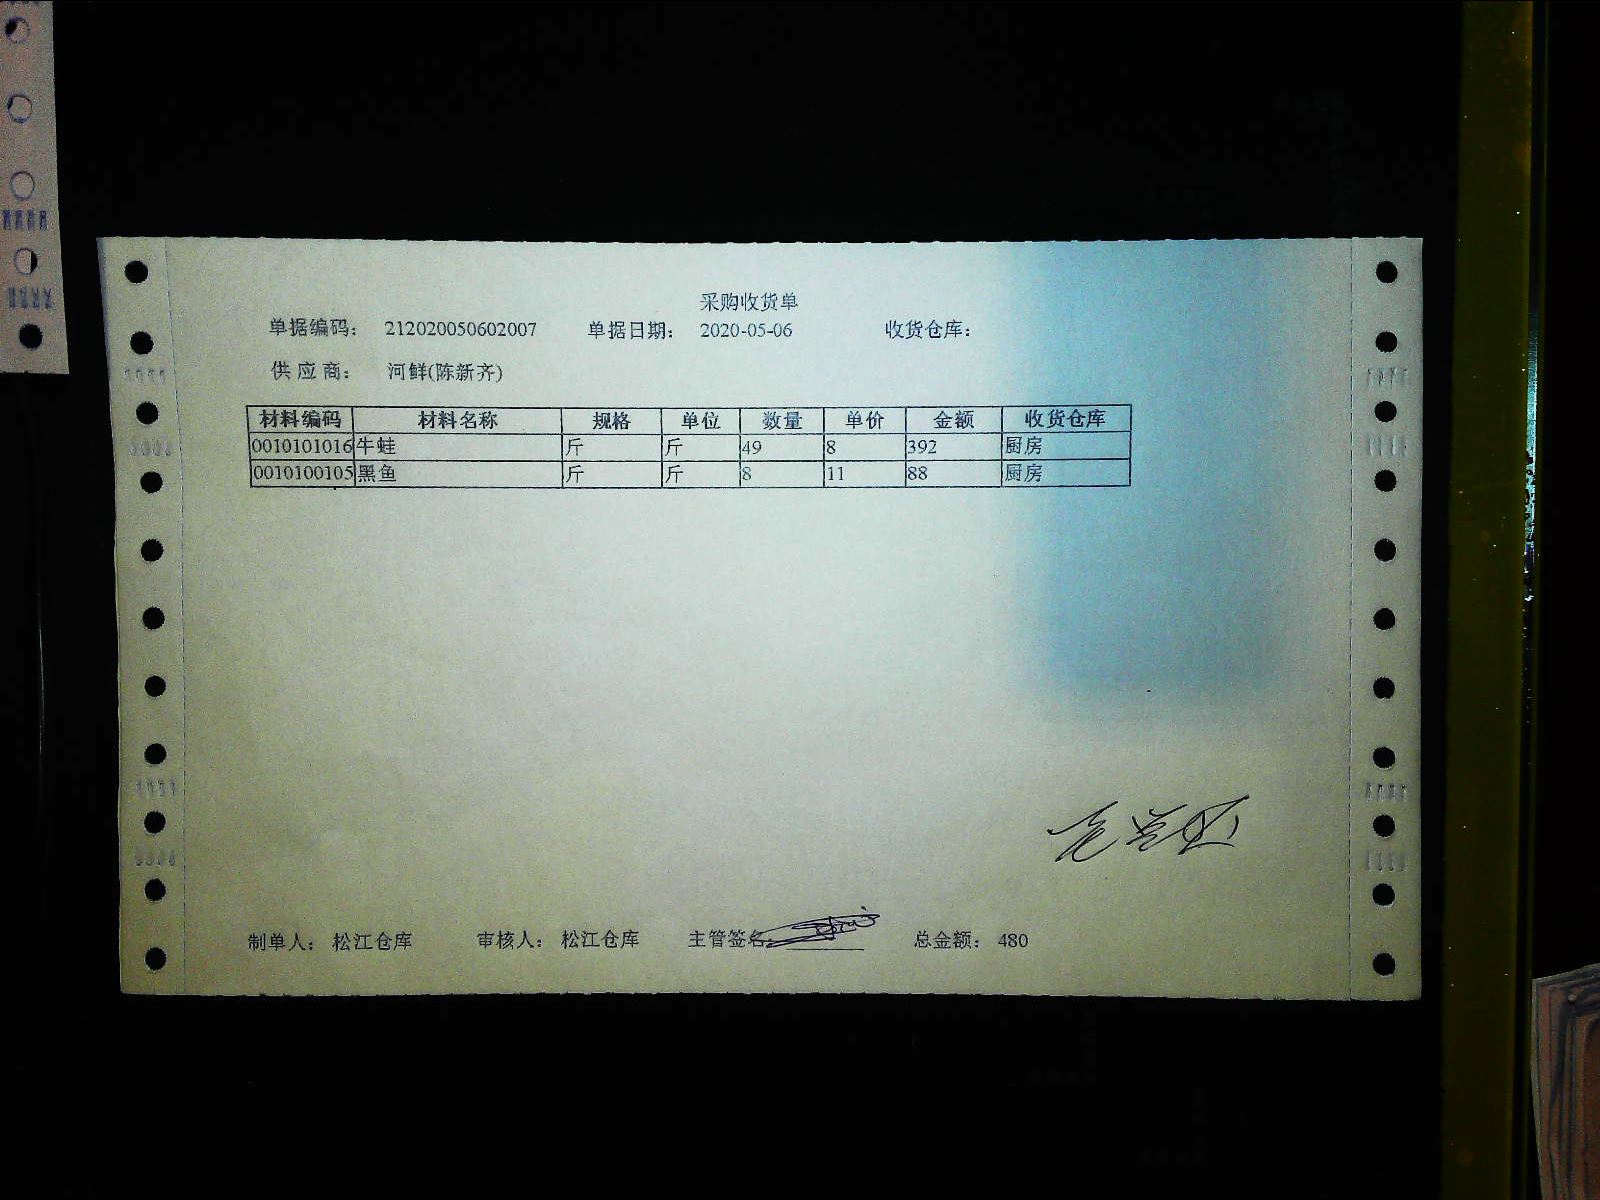 采购收货单
单据编码： 212020050602007 单据日期： 2020-05-06 收货仓库：
供应商： 河鲜(陈新齐)
材料编码 材料名称 规格 单位 数量 单价 金额 收货仓库
0010101016 牛蛙 斤 斤 49 8 392 厨房
0010100105 黑鱼 斤 斤 8 11 88 厨房
制单人： 松江仓库 审核人： 松江仓库 主管签名 总金额： 480